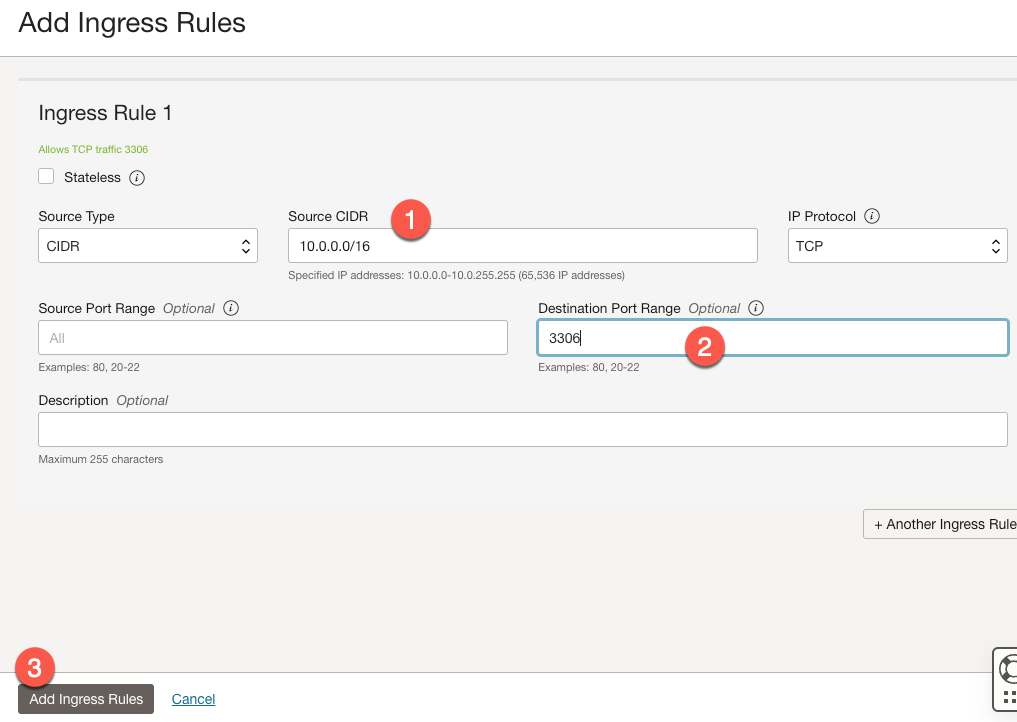 Add Ingress Rules
Ingress Rule 1
Allows TCP traffic 3306
Stateless i
Source Type
CIDR
Source CIDR 1
10.0.0.0/16
Specified IP addresses: 10.0.0.0-10.0.255.255 (65,536 IP addresses)
IP Protocol i
TCP
Source Port Range Optional i
All
Examples: 80, 20-22
Destination Port Range Optional i
3306
2
Examples: 80, 20-22
Description Optional
Maximum 255 characters
+ Another Ingress Rule
3
Add Ingress Rules Cancel